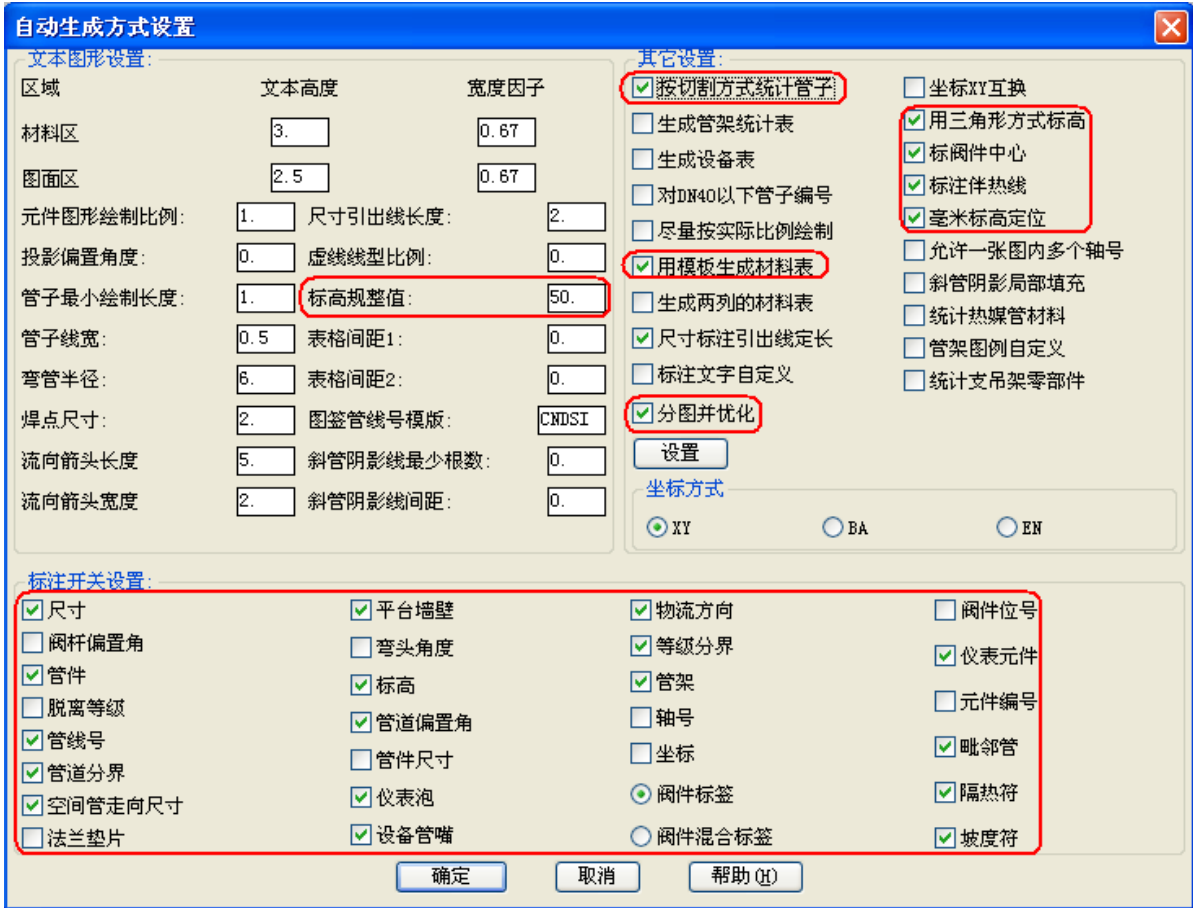 自动生成方式设置
文本图形设置:
区域 文本高度 宽度因子
材料区 3. 0.67
图面区 2.5 0.67
元件图形绘制比例: 1. 尺寸引出线长度: 2.
投影偏置角度: 0. 虚线线型比例: 0.
管子最小绘制长度: 1. 标高规整值: 50.
管子线宽: 0.5 表格间距1: 0.
弯管半径: 6. 表格间距2: 0.
焊点尺寸: 2. 图签管线号模版: CNDSI
流向箭头长度 5. 斜管阴影线最少根数: 0.
流向箭头宽度 2. 斜管阴影线间距: 0.
其它设置:
按切割方式统计管子
生成管架统计表
生成设备表
对DN40以下管子编号
尽量按实际比例绘制
用模板生成材料表
生成两列的材料表
尺寸标注引出线定长
标注文字自定义
分图并优化
设置
坐标XY互换
用三角形方式标高
标阀件中心
标注伴热线
毫米标高定位
允许一张图内多个轴号
斜管阴影局部填充
统计热媒管材料
管架图例自定义
统计支吊架零部件
坐标方式
XY BA EN
标注开关设置:
尺寸
阀杆偏置角
管件
脱离等级
管线号
管道分界
空间管走向尺寸
法兰垫片
平台墙壁
弯头角度
标高
管道偏置角
管件尺寸
仪表泡
设备管嘴
物流方向
等级分界
管架
轴号
坐标
阀件标签
阀件混合标签
阀件位号
仪表元件
元件编号
毗邻管
隔热符
坡度符
确定 取消 帮助(H)